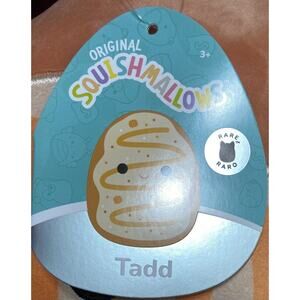 ORIGINAL
SQUISHMALLOWS
3+
RARE/
RARO
Tadd